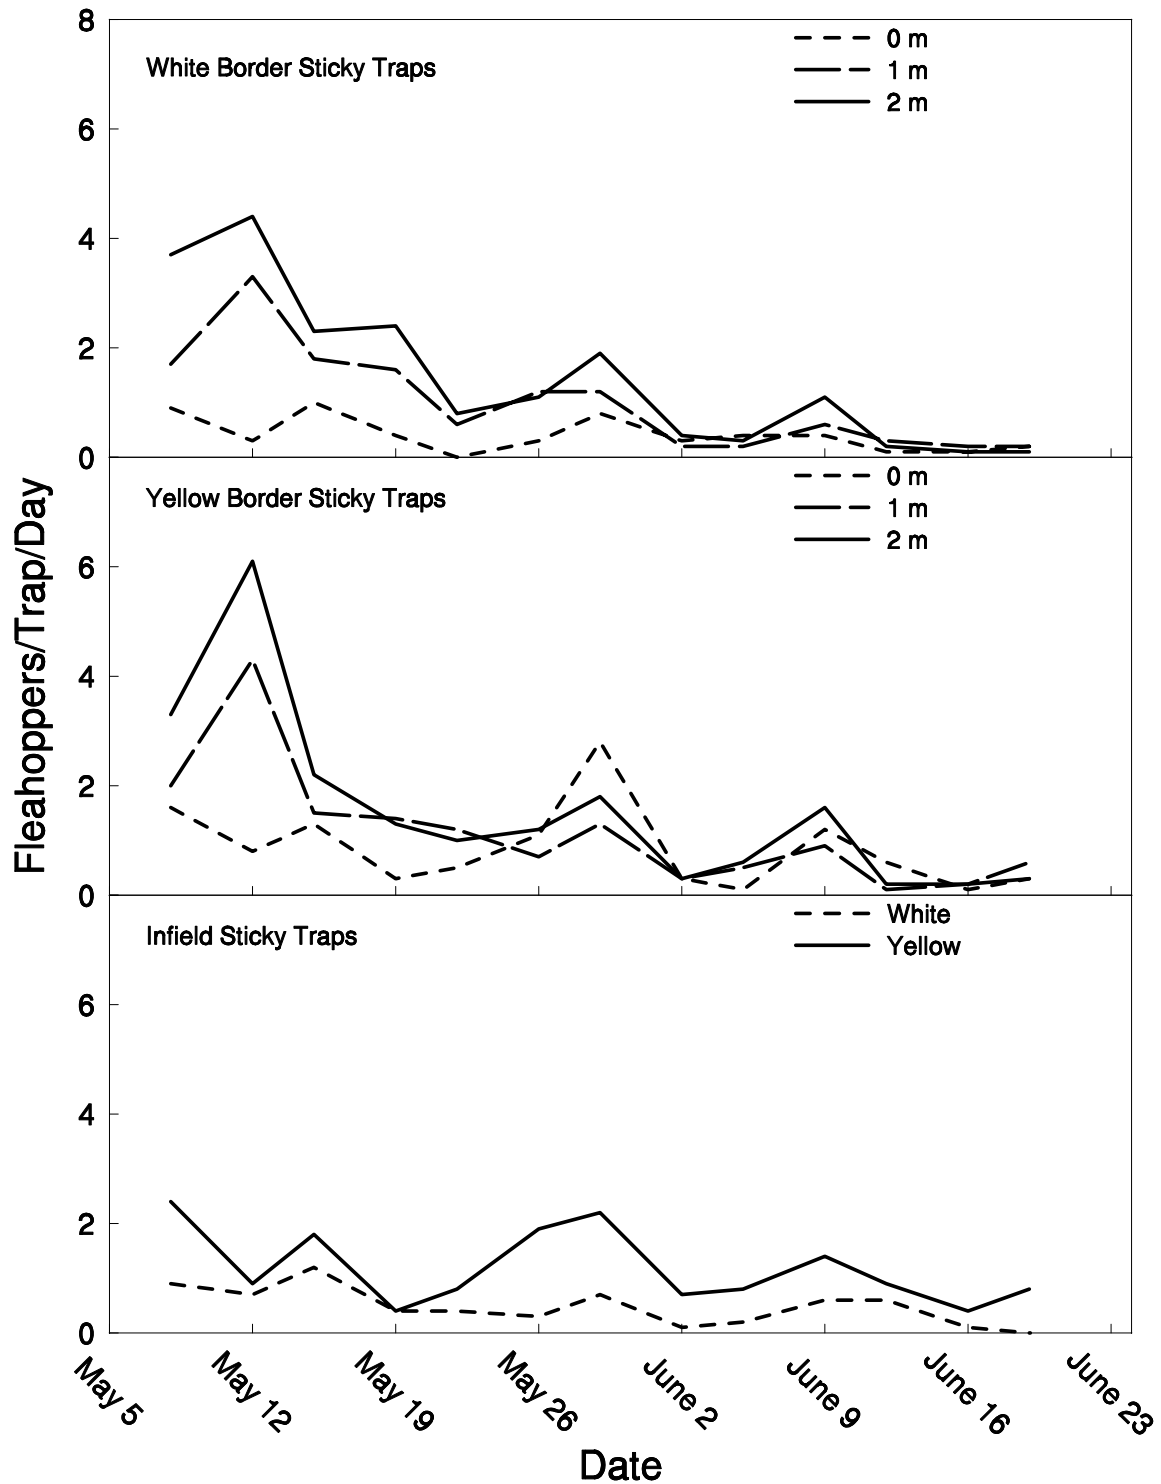 8
White Border Sticky Traps
0 m
1 m
2 m
6
4
2
0
Yellow Border Sticky Traps
0 m
1 m
2 m
6
4
2
0
Infield Sticky Traps
White
Yellow
6
4
2
0
Fleahoppers/Trap/Day
May 5
May 12
May 19
May 26
June 2
June 9
June 16
June 23
Date